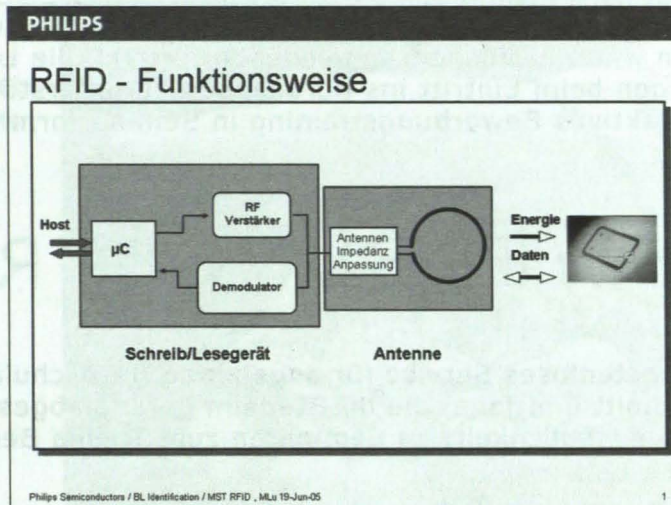 PHILIPS
RFID - Funktionsweise
Host
µC
RF
Verstärker
Demodulator
Antennen
Impedanz
Anpassung
Energie
Daten
Schreib/Lesegerät
Antenne
Philips Semiconductors / BL Identification / MST RFID , MLu 19-Jun-05
1